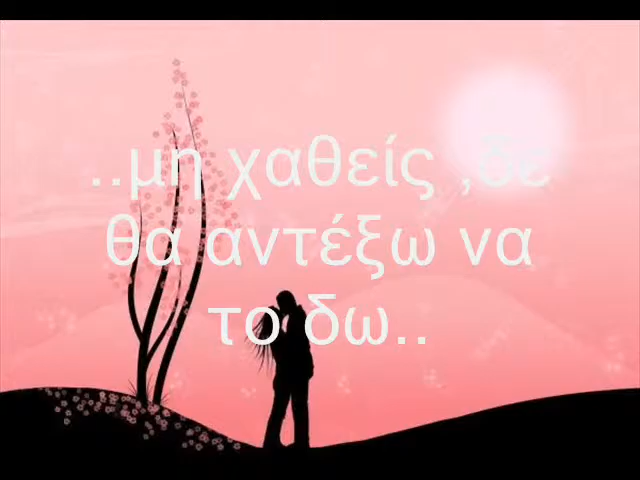 ..μη χαθείς ,δε
θα αντέξω να
το δω..